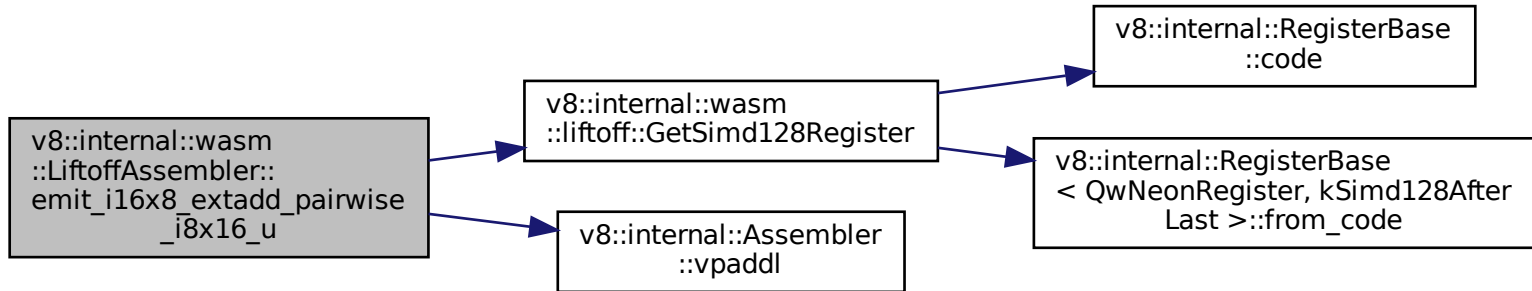 v8::internal::wasm
::LiftoffAssembler::
emit_i16x8_extadd_pairwise
_i8x16_u
v8::internal::wasm
::liftoff::GetSimd128Register
v8::internal::RegisterBase
::code
v8::internal::RegisterBase
< QwNeonRegister, kSimd128After
Last >::from_code
v8::internal::Assembler
::vpaddl